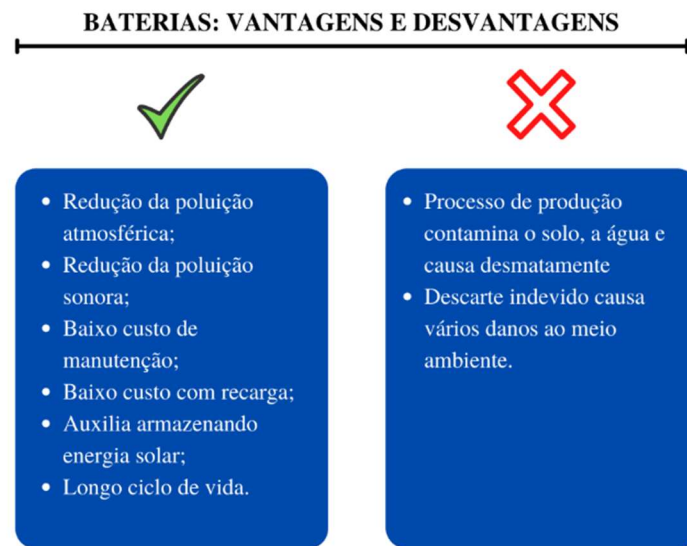 BATERIAS: VANTAGENS E DESVANTAGENS
• Redução da poluição
atmosférica;
• Redução da poluição
sonora;
• Baixo custo de
manutenção;
• Baixo custo com recarga;
• Auxilia armazenando
energia solar;
• Longo ciclo de vida.
• Processo de produção
contamina o solo, a água e
causa desmatamente
• Descarte indevido causa
vários danos ao meio
ambiente.